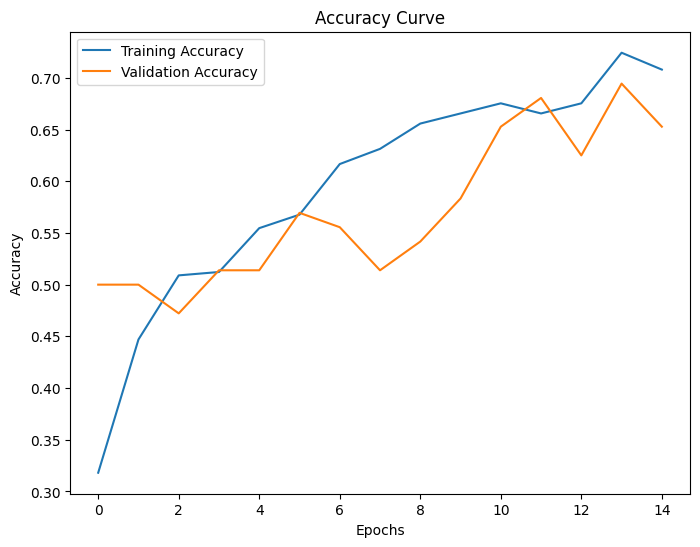 Accuracy Curve
Training Accuracy
Validation Accuracy
Accuracy
0.70
0.65
0.60
0.55
0.50
0.45
0.40
0.35
0.30
0 2 4 6 8 10 12 14
Epochs